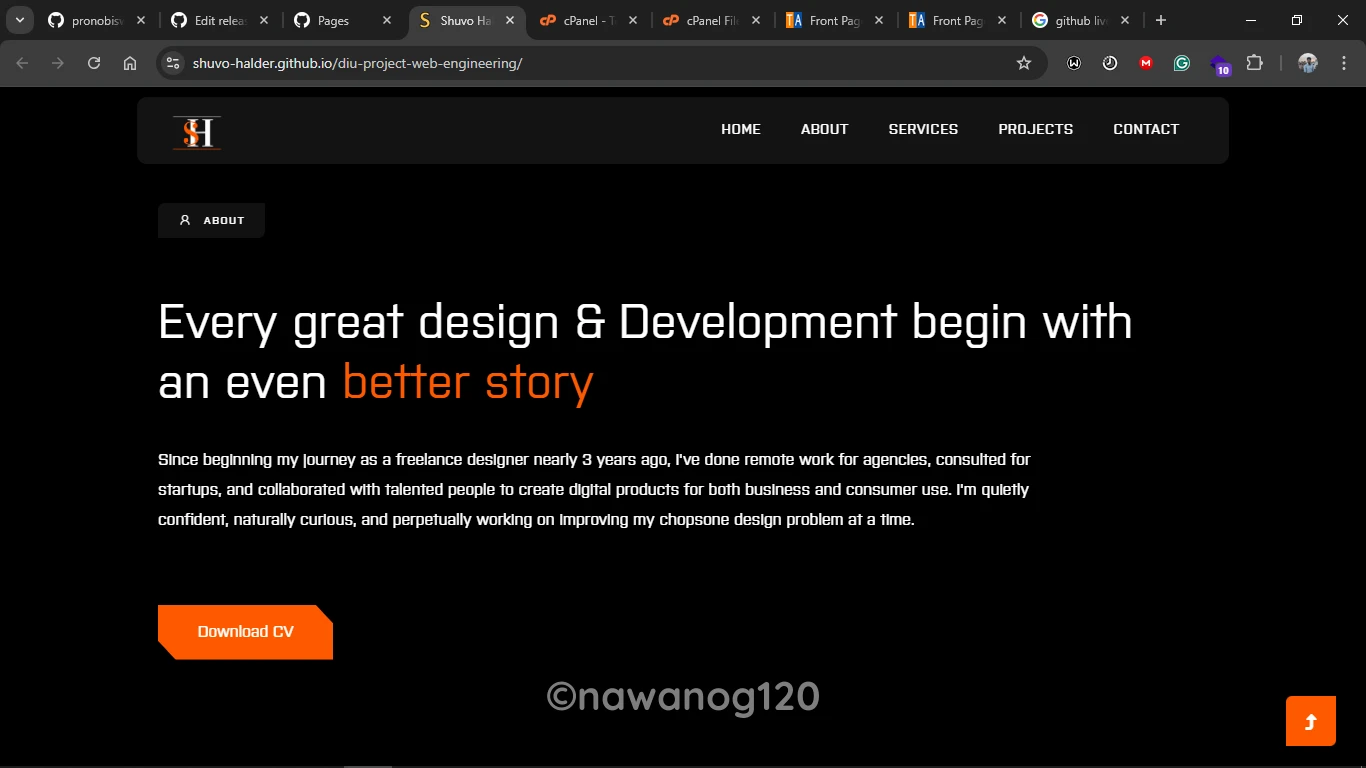 pronobisw
Edit relea
Pages
Shuvo Ha
cPanel - T
cPanel File
Front Pag
Front Pag
github liv
shuvo-halder.github.io/diu-project-web-engineering/
10
SH
HOME ABOUT SERVICES PROJECTS CONTACT
ABOUT
Every great design & Development begin with
an even better story
Since beginning my journey as a freelance designer nearly 3 years ago, I've done remote work for agencies, consulted for
startups, and collaborated with talented people to create digital products for both business and consumer use. I'm quietly
confident, naturally curious, and perpetually working on improving my chopsone design problem at a time.
Download CV
©nawanog120